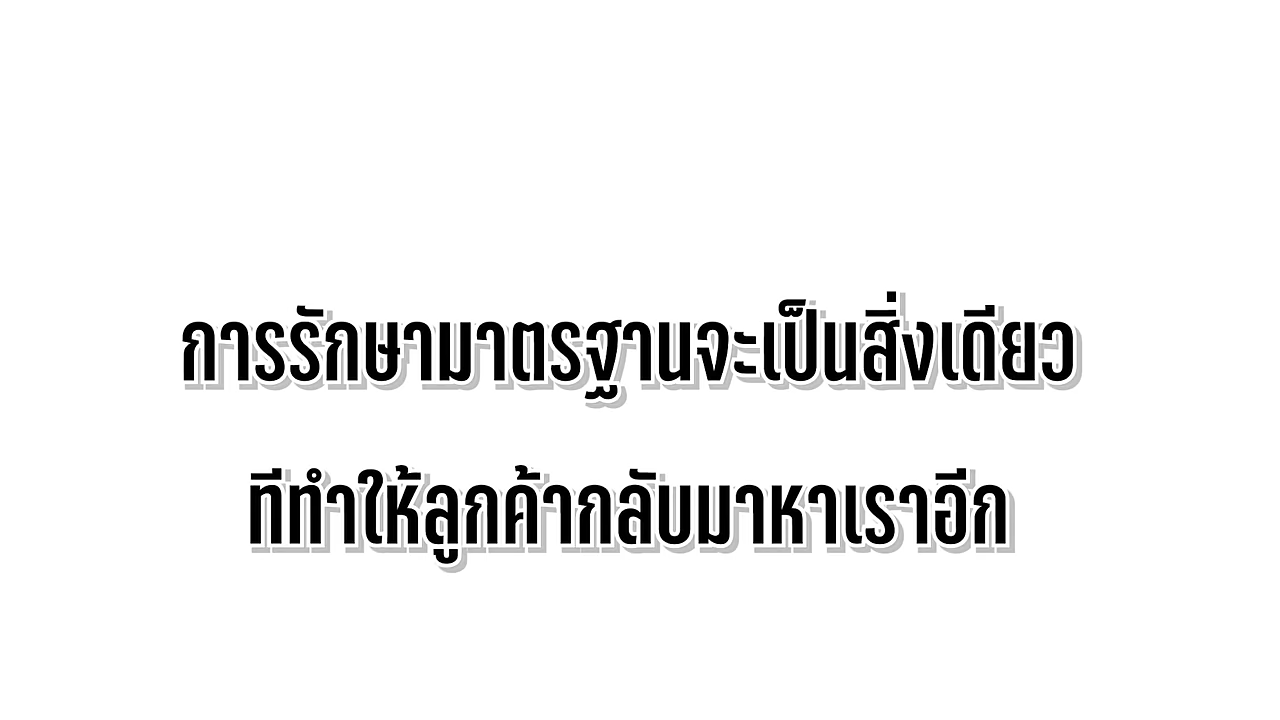 การรักษามาตรฐานจะเป็นสิ่งเดียว
ทีทำให้ลูกค้ากลับมาหาเราอีก